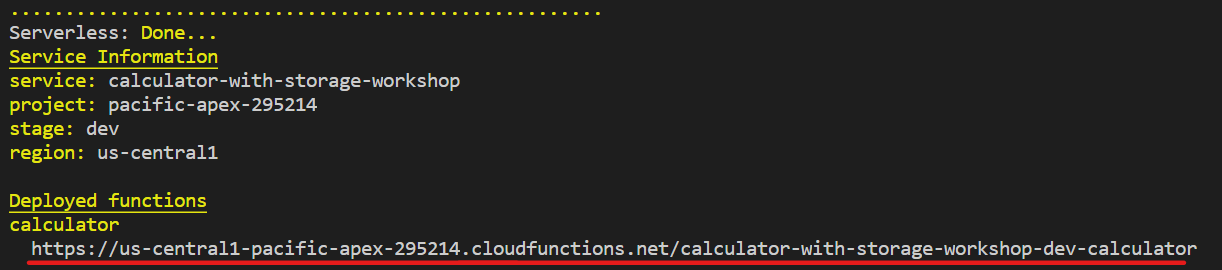 Serverless: Done...
Service Information
service: calculator-with-storage-workshop
project: pacific-apex-295214
stage: dev
region: us-central1
Deployed functions
calculator
https://us-central1-pacific-apex-295214.cloudfunctions.net/calculator-with-storage-workshop-dev-calculator